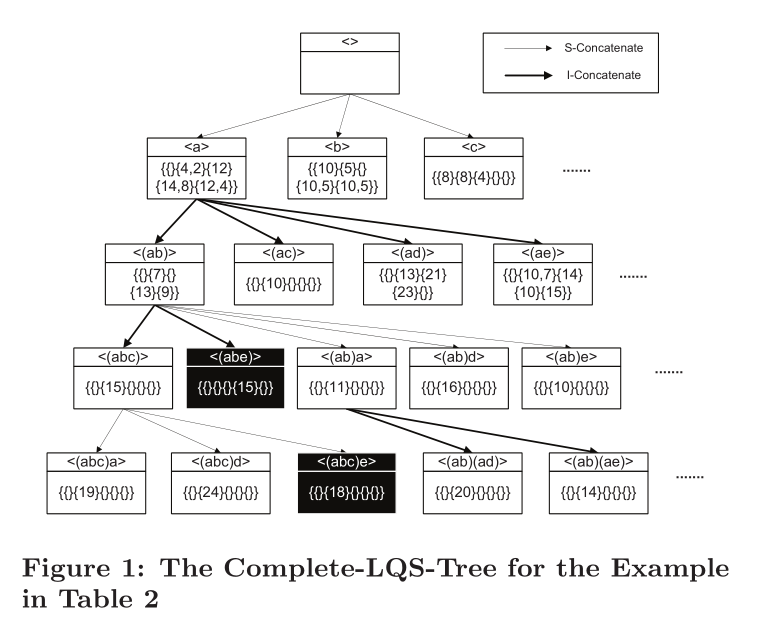 <>
S-Concatenate
I-Concatenate
<a>
<b>
<c>
{{}{4,2}{12}
{14,8}{12,4}}
{{10}{5}{}
{10,5}{10,5}}
{{8}{8}{4}{}{}}
.......
<(ab)>
<(ac)>
<(ad)>
<(ae)>
{{}{7}{}
{13}{9}}
{{}{10}{}{}{}}
{{}{13}{21}
{23}{}}
{{}{10,7}{14}
{10}{15}}
.......
<(abc)>
<(abe)>
<(ab)a>
<(ab)d>
<(ab)e>
{{}{15}{}{}{}}
{{}{}{}{15}{}}
{{}{11}{}{}{}}
{{}{16}{}{}{}}
{{}{10}{}{}{}}
.......
<(abc)a>
<(abc)d>
<(abc)e>
<(ab)(ad)>
<(ab)(ae)>
{{}{19}{}{}{}}
{{}{24}{}{}{}}
{{}{18}{}{}{}}
{{}{20}{}{}{}}
{{}{14}{}{}{}}
.......
Figure 1: The Complete-LQS-Tree for the Example
in Table 2